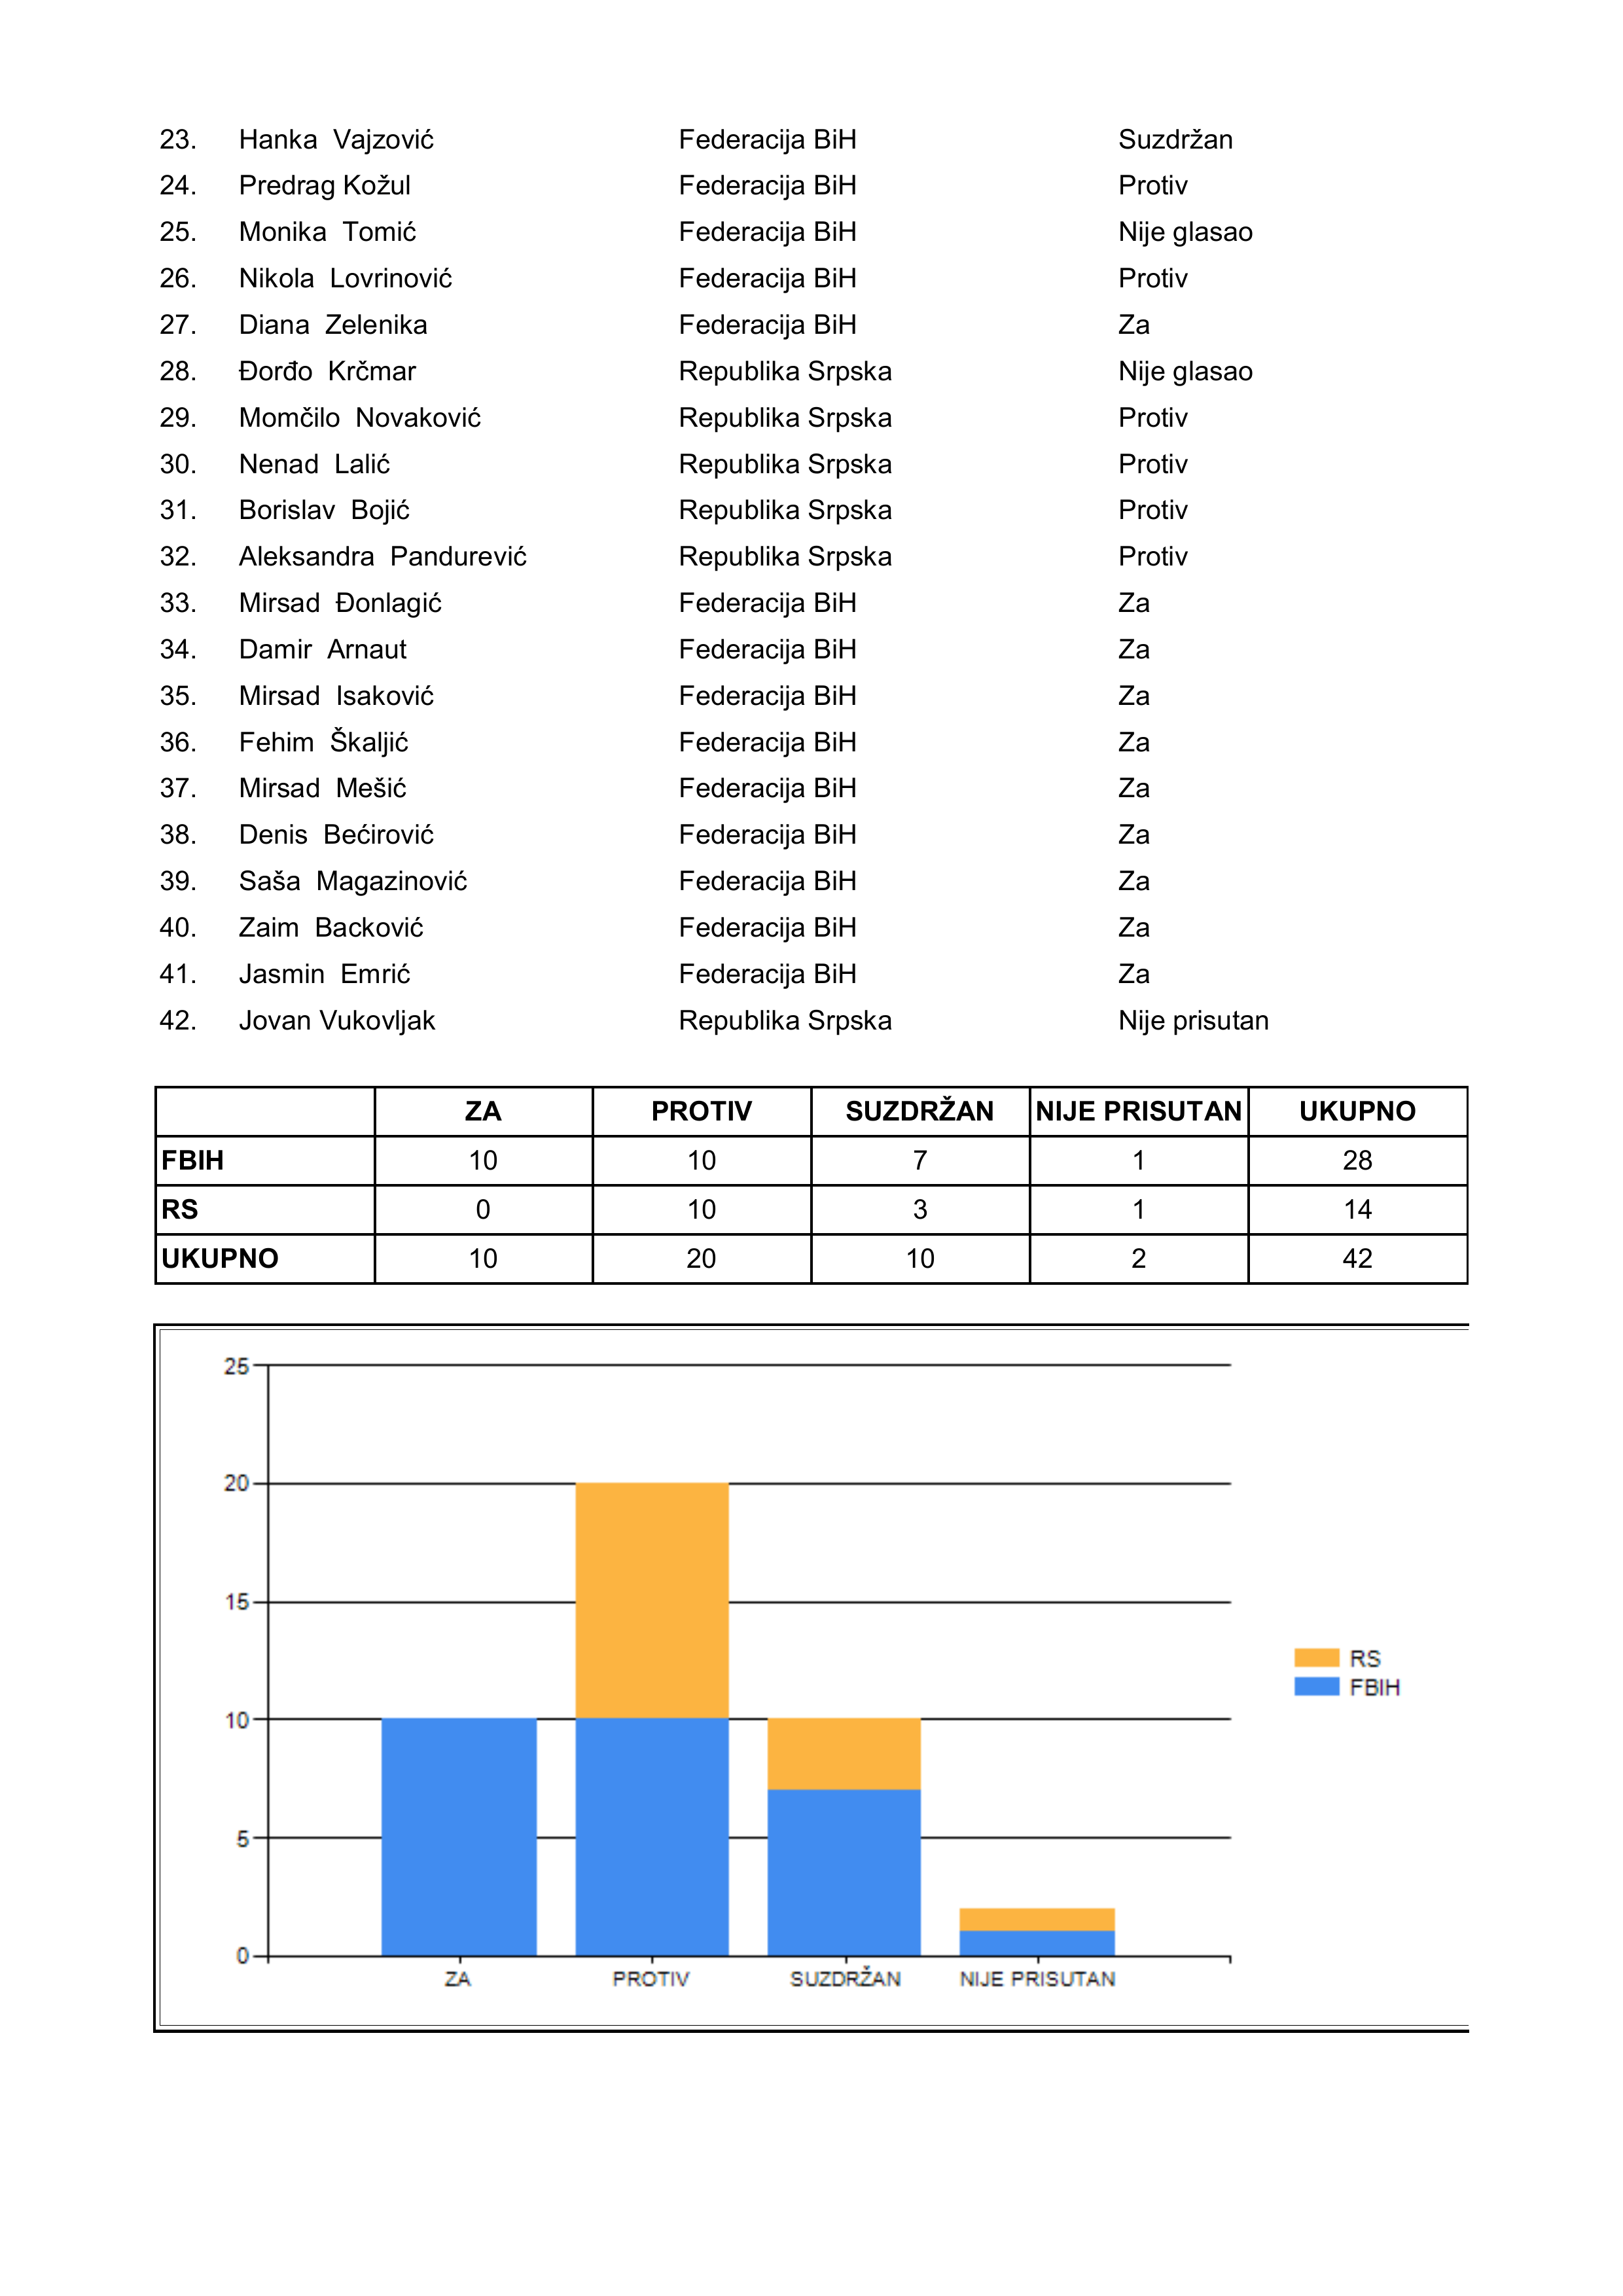 23. Hanka Vajzović Federacija BiH Suzdržan
24. Predrag Kožul Federacija BiH Protiv
25. Monika Tomić Federacija BiH Nije glasao
26. Nikola Lovrinović Federacija BiH Protiv
27. Diana Zelenika Federacija BiH Za
28. Đorđo Krčmar Republika Srpska Nije glasao
29. Momčilo Novaković Republika Srpska Protiv
30. Nenad Lalić Republika Srpska Protiv
31. Borislav Bojić Republika Srpska Protiv
32. Aleksandra Pandurević Republika Srpska Protiv
33. Mirsad Đonlagić Federacija BiH Za
34. Damir Arnaut Federacija BiH Za
35. Mirsad Isaković Federacija BiH Za
36. Fehim Škaljić Federacija BiH Za
37. Mirsad Mešić Federacija BiH Za
38. Denis Bećirović Federacija BiH Za
39. Saša Magazinović Federacija BiH Za
40. Zaim Backović Federacija BiH Za
41. Jasmin Emrić Federacija BiH Za
42. Jovan Vukovljak Republika Srpska Nije prisutan
ZA PROTIV SUZDRŽAN NIJE PRISUTAN UKUPNO
FBIH 10 10 7 1 28
RS 0 10 3 1 14
UKUPNO 10 20 10 2 42
25
20
15
10
5
0
ZA PROTIV SUZDRŽAN NIJE PRISUTAN
RS
FBIH